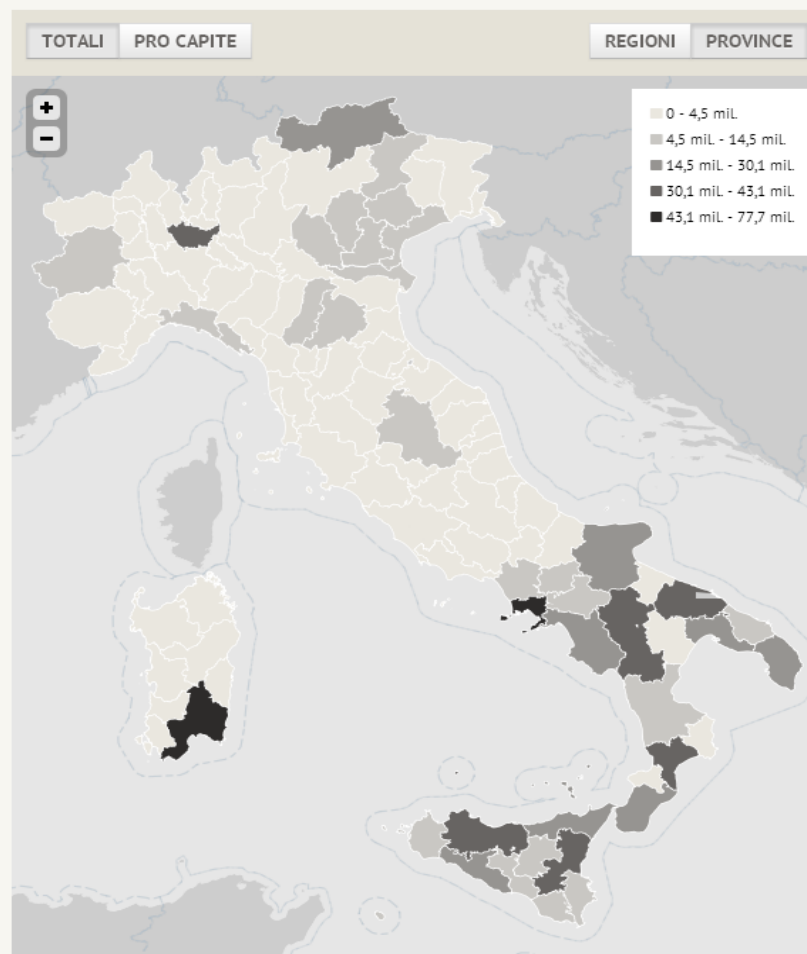 TOTALI PRO CAPITE REGIONI PROVINCE
+
−
0 - 4,5 mil.
4,5 mil. - 14,5 mil.
14,5 mil. - 30,1 mil.
30,1 mil. - 43,1 mil.
43,1 mil. - 77,7 mil.